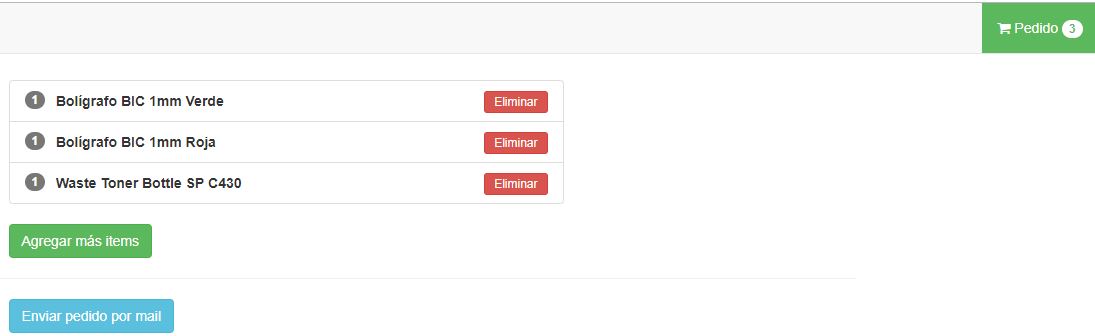 Pedido 3
1 Bolígrafo BIC 1mm Verde Eliminar
1 Bolígrafo BIC 1mm Roja Eliminar
1 Waste Toner Bottle SP C430 Eliminar
Agregar más items
Enviar pedido por mail